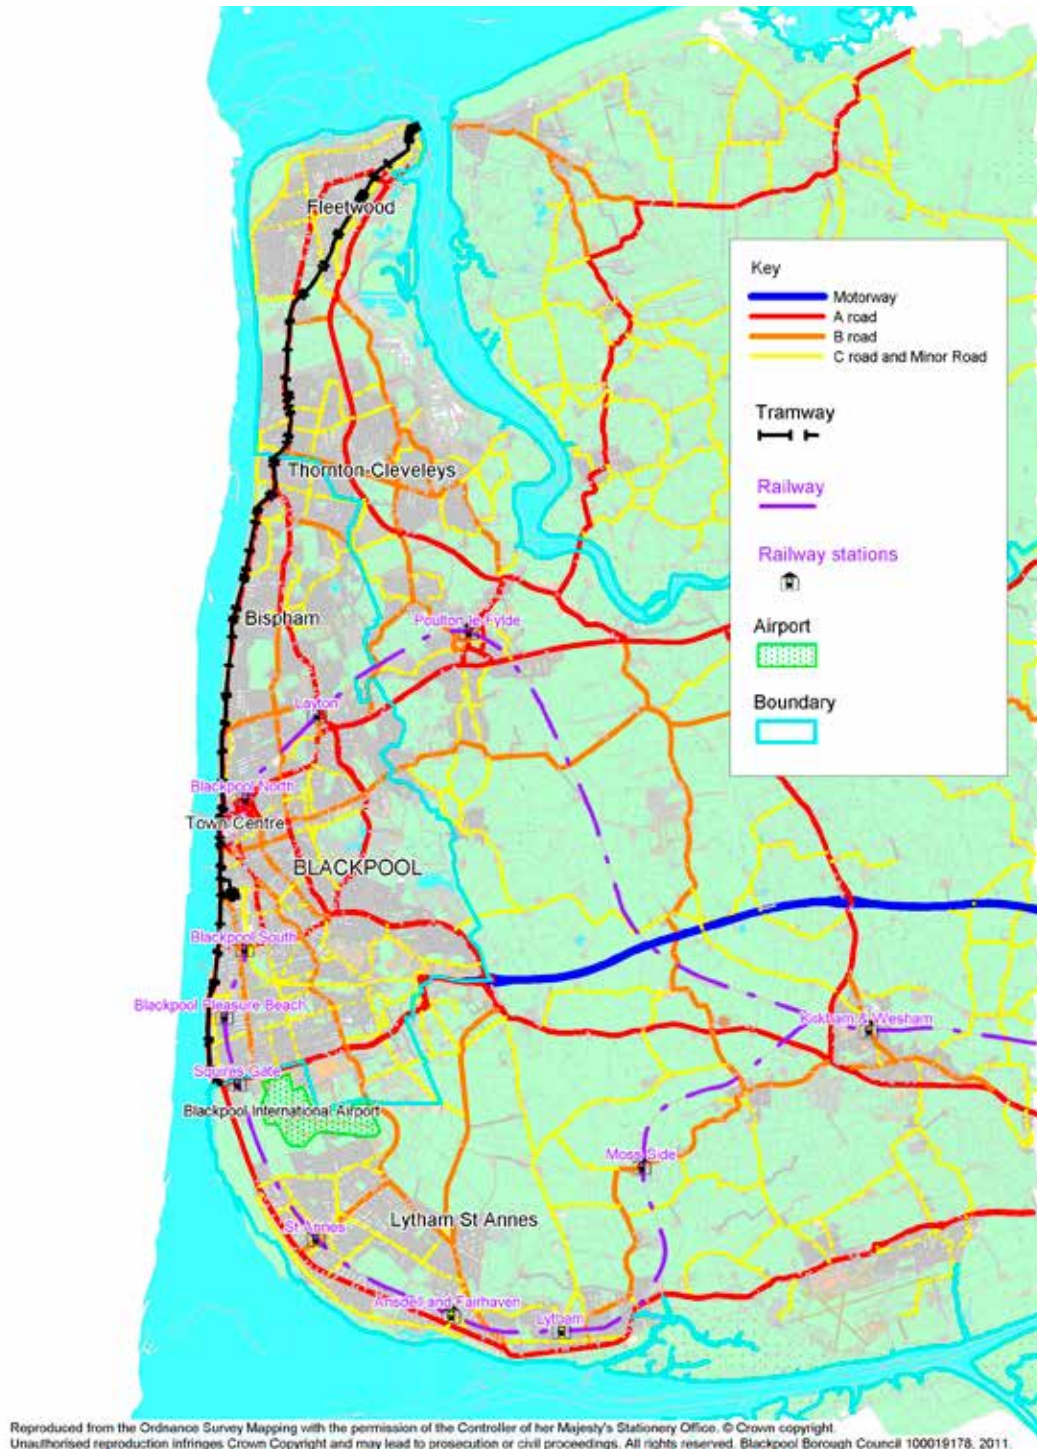 Fleetwood
Key
Motorway
A road
B road
C road and Minor Road
Tramway
Thornton-Cleveleys
Railway
Railway stations
Bispham
Poulton-le-Fylde
Airport
Layton
Boundary
Blackpool North
Town Centre
BLACKPOOL
Blackpool South
Blackpool Pleasure Beach
Kirkham & Wesham
Squires Gate
Blackpool International Airport
Moss Side
St Annes
Lytham St Annes
Ansdell and Fairhaven
Lytham
Reproduced from the Ordnance Survey Mapping with the permission of the Controller of her Majesty's Stationery Office. © Crown copyright.
Unauthorised reproduction infringes Crown Copyright and may lead to prosecution or civil proceedings. All rights reserved. Blackpool Borough Council 100019178, 2011.